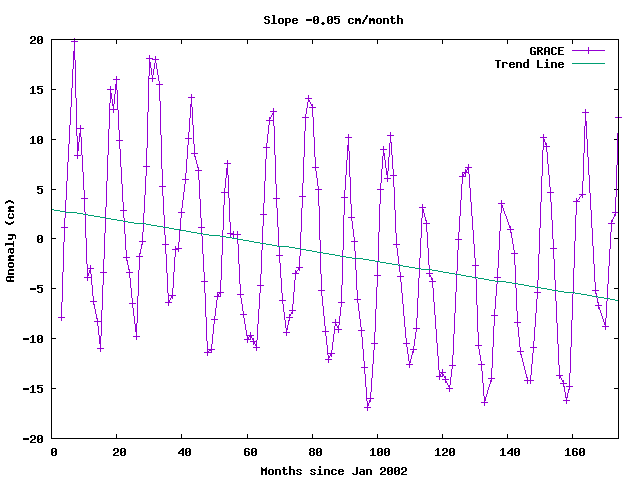 Slope -0.05 cm/month
20
15
10
5
0
-5
-10
-15
-20
Anomaly (cm)
GRACE
Trend Line
0 20 40 60 80 100 120 140 160
Months since Jan 2002